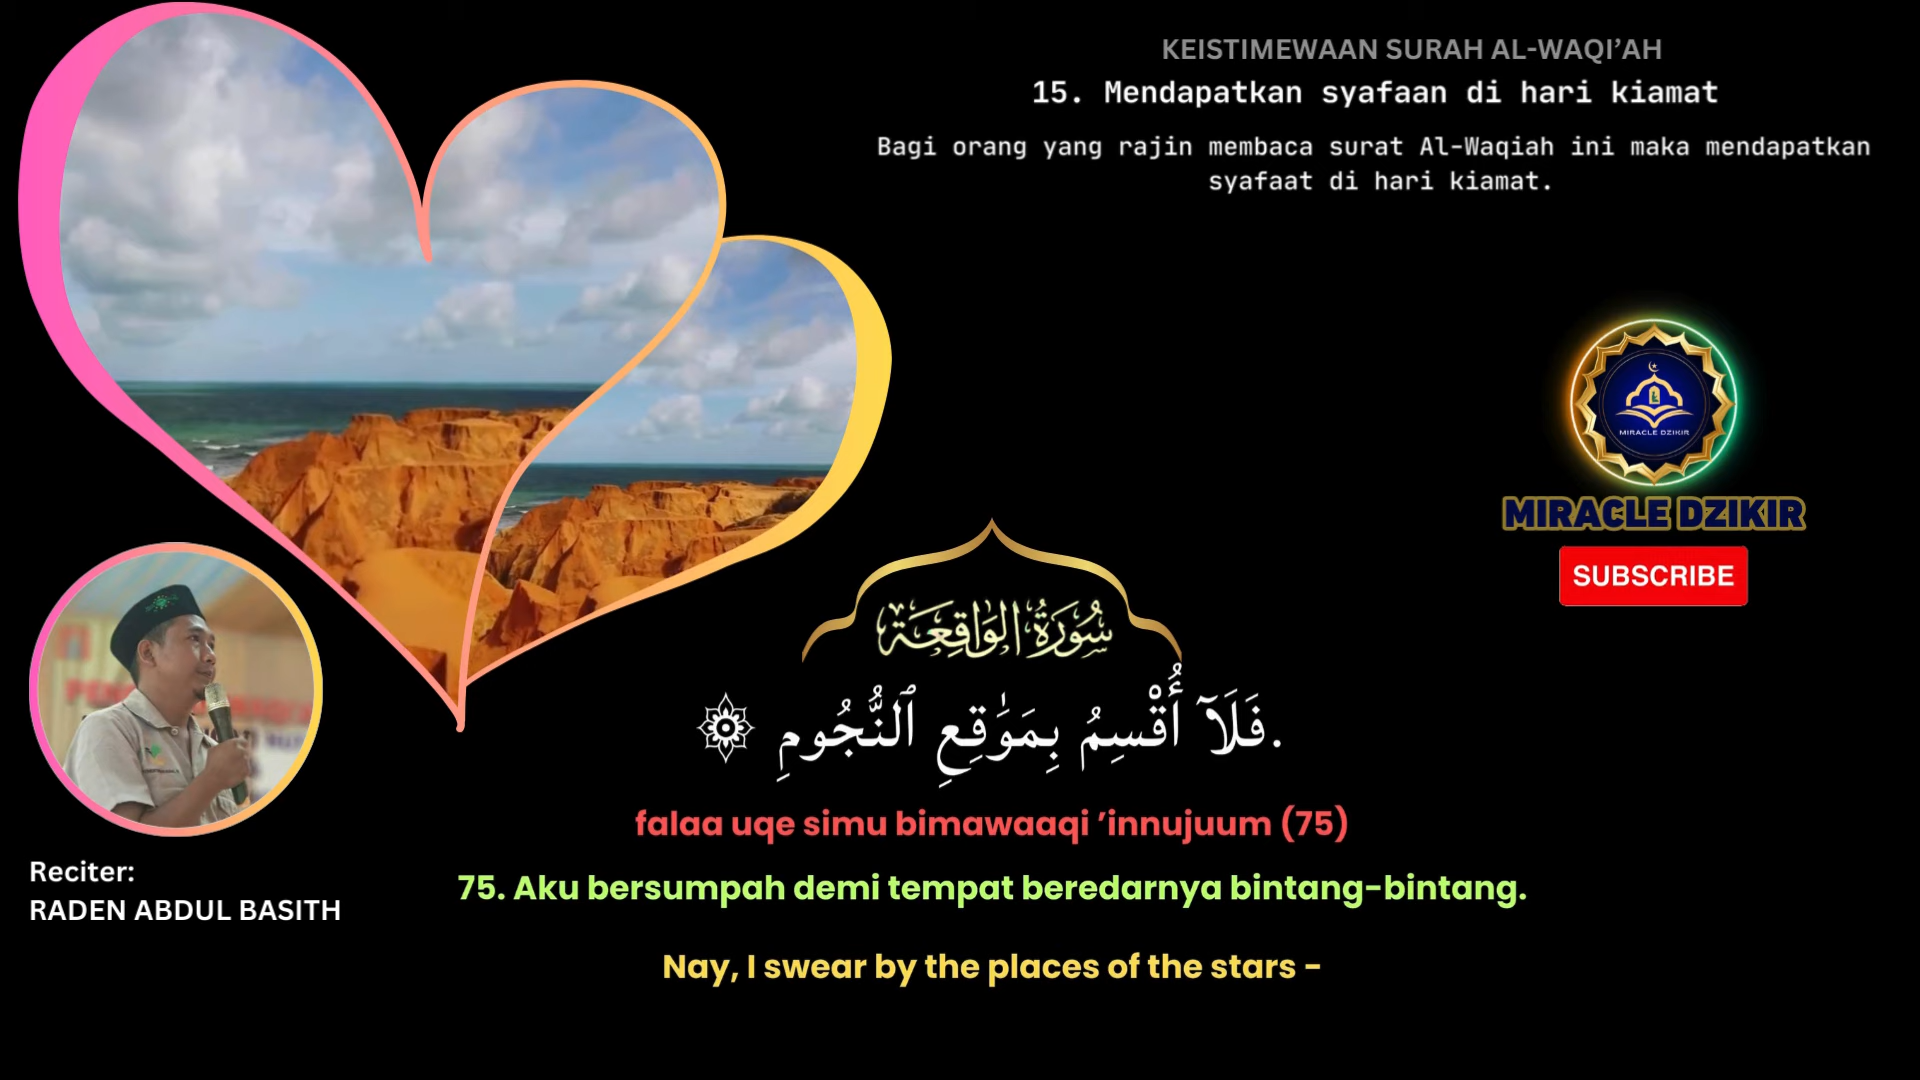 KEISTIMEWAAN SURAH AL-WAQI’AH
15. Mendapatkan syafaan di hari kiamat
Bagi orang yang rajin membaca surat Al-Waqiah ini maka mendapatkan
syafaat di hari kiamat.
MIRACLE DZIKIR
MIRACLE DZIKIR
SUBSCRIBE
سُورَةُ الوَاقِعَة
فَلَآ أُقْسِمُ بِمَوَٰقِعِ ٱلنُّجُومِ ۞.
falaa uqe simu bimawaaqi ’innujuum (75)
75. Aku bersumpah demi tempat beredarnya bintang-bintang.
Nay, I swear by the places of the stars -
Reciter:
RADEN ABDUL BASITH